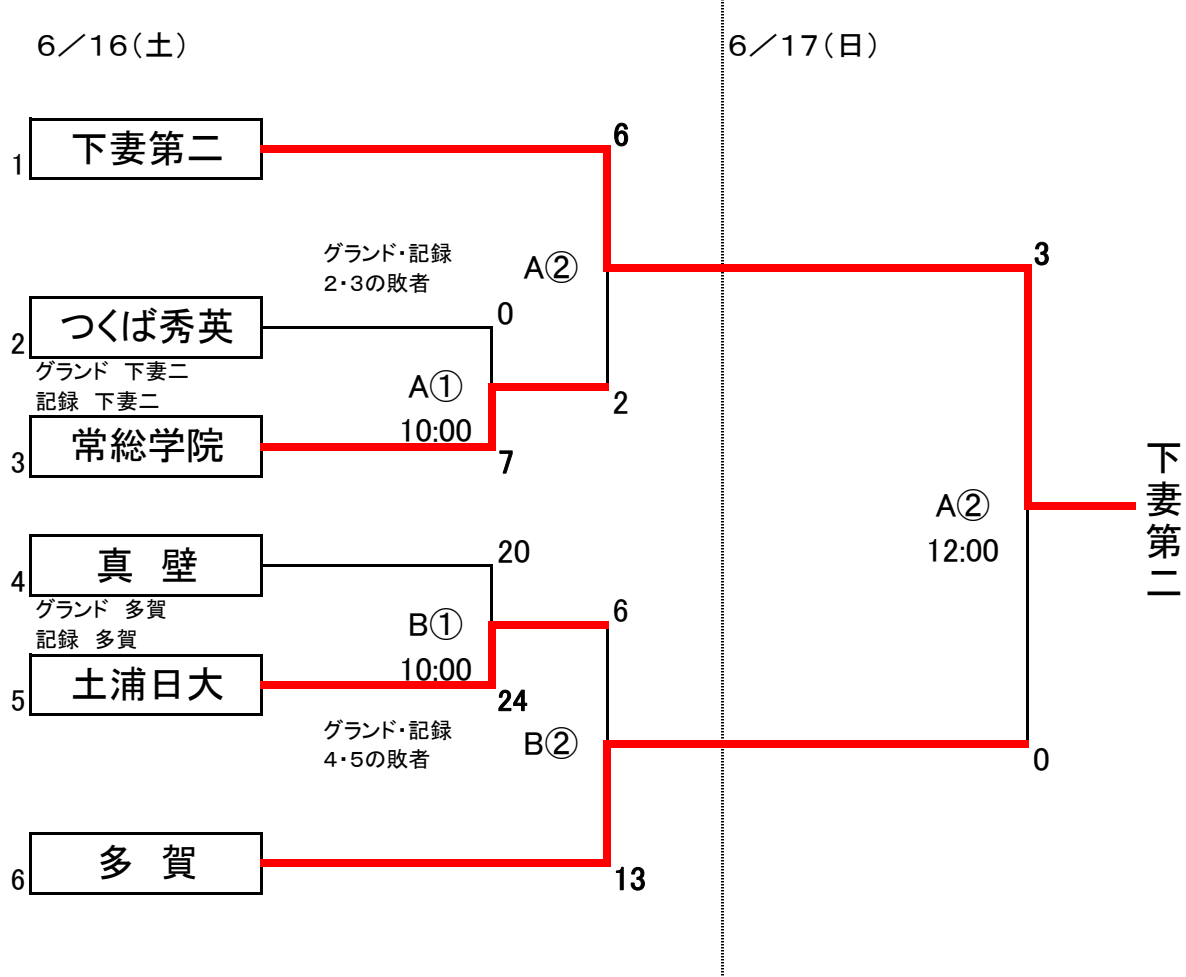 6／16(土)
6／17(日)
6
1
下妻第二
グランド・記録
2・3の敗者
A②
3
0
2
つくば秀英
グランド　下妻二
記録　下妻二
A①
10:00
2
3
常総学院
7
下妻第二
A②
12:00
20
4
真　壁
グランド　多賀
記録　多賀
B①
10:00
6
5
土浦日大
24
グランド・記録
4・5の敗者
B②
0
6
多　賀
13